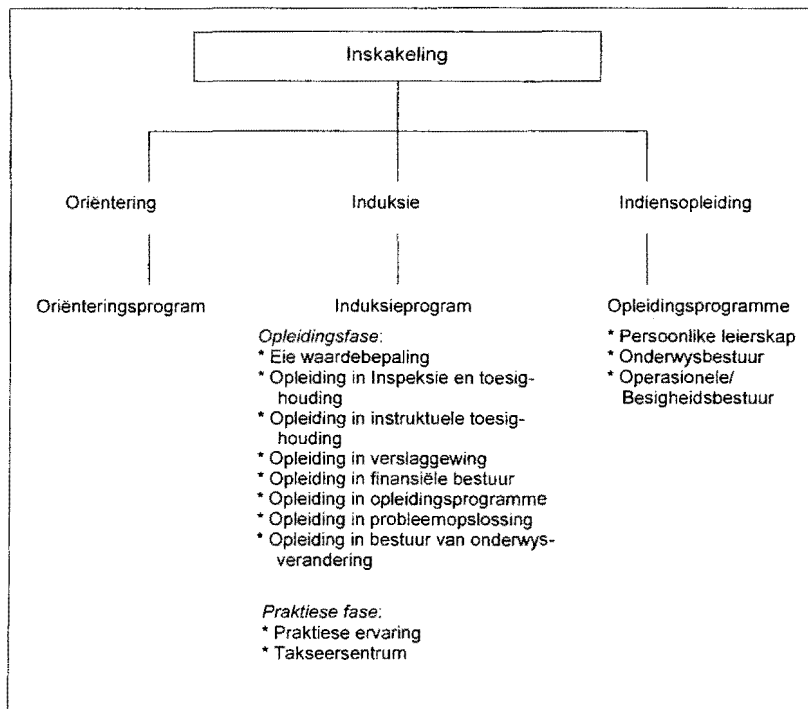 Inskakeling
Oriëntering
Induksie
Indiensopleiding
Oriënteringsprogram
Induksieprogram
Opleidingsfase:
* Eie waardebepaling
* Opleiding in Inspeksie en toesig-
houding
* Opleiding in instruktuele toesig-
houding
* Opleiding in verslaggewing
* Opleiding in finansiële bestuur
* Opleiding in opleidingsprogramme
* Opleiding in probleemopslossing
* Opleiding in bestuur van onderwys-
verandering
Praktiese fase:
* Praktiese ervaring
* Takseersentrum
Opleidingsprogramme
* Persoonlike leierskap
* Onderwysbestuur
* Operasionele/
Besigheidsbestuur